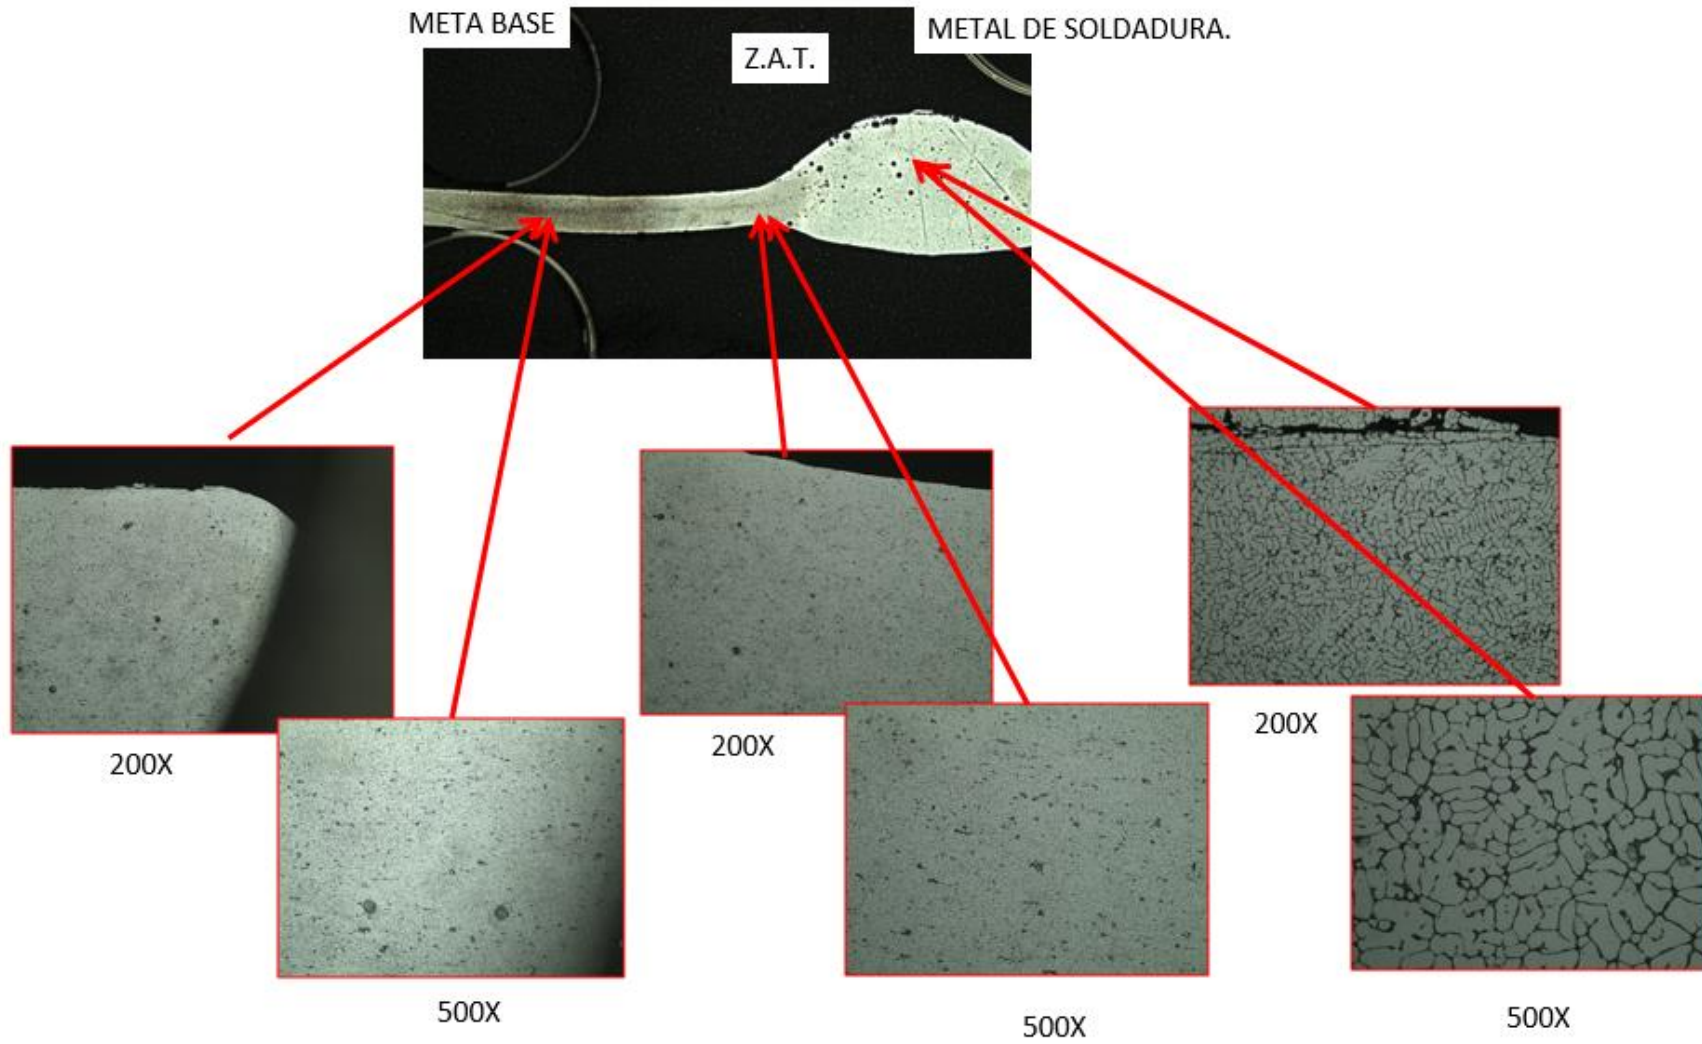 META BASE
Z.A.T.
METAL DE SOLDADURA.
200X
500X
200X
500X
200X
500X